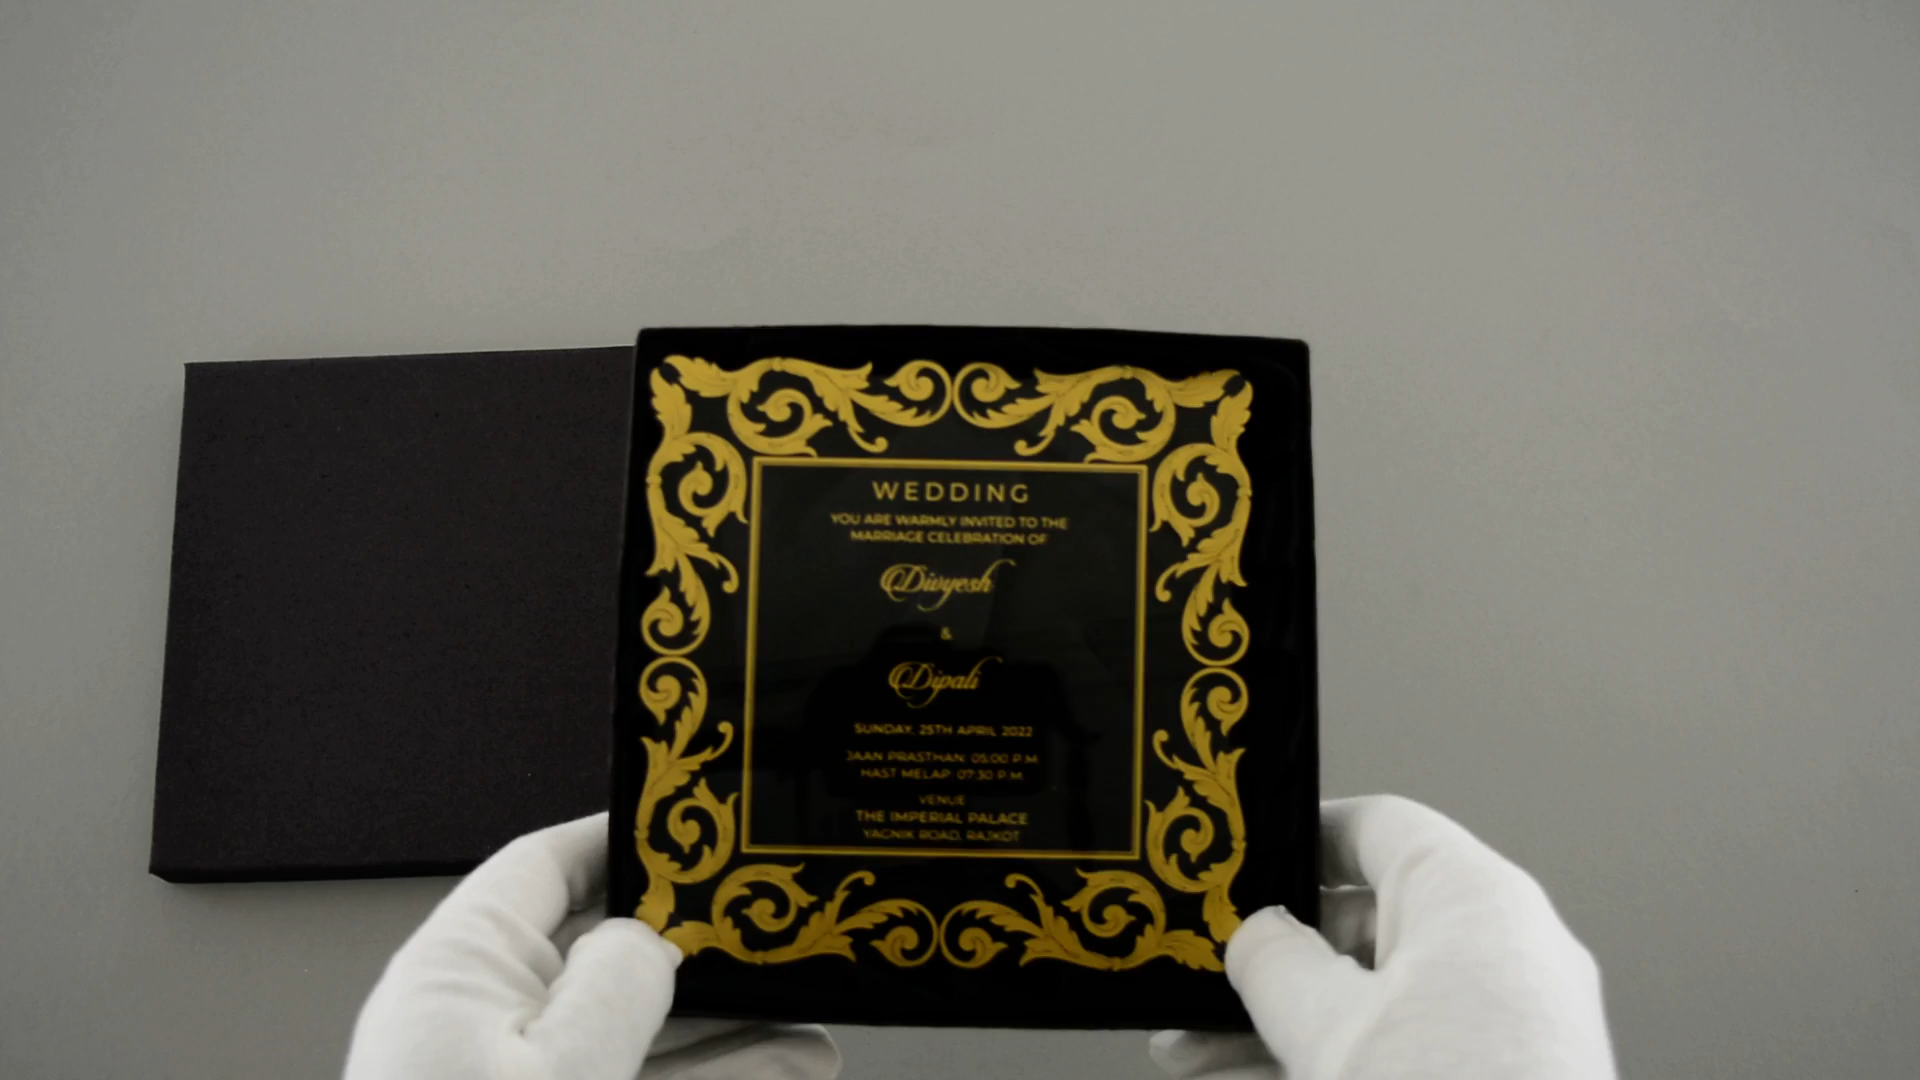 WEDDING
YOU ARE WARMLY INVITED TO THE
MARRIAGE CELEBRATION OF
Divyesh
&
Dipali
SUNDAY, 25TH APRIL 2022
JAAN PRASTHAN: 05:00 P.M
HAST MELAP: 07:30 P.M
VENUE
THE IMPERIAL PALACE
YAGNIK ROAD, RAJKOT